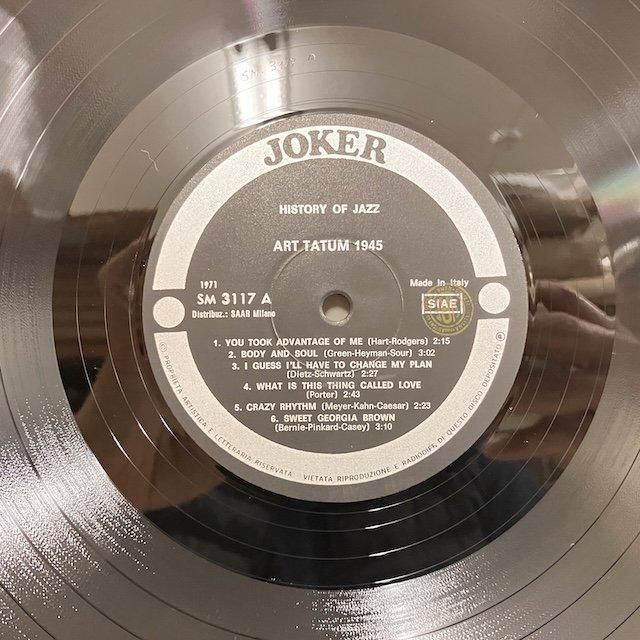 SM. 3117 A
JOKER
HISTORY OF JAZZ
ART TATUM 1945
1971
SM 3117 A
Distribuz.: SAAR Milano
Made in Italy
SIAE
1. YOU TOOK ADVANTAGE OF ME (Hart-Rodgers) 2:15
2. BODY AND SOUL (Green-Heyman-Sour) 3:02
3. I GUESS I'LL HAVE TO CHANGE MY PLAN
(Dietz-Schwartz) 2:27
4. WHAT IS THIS THING CALLED LOVE
(Porter) 2:43
5. CRAZY RHYTHM (Meyer-Kahn-Caesar) 2:23
6. SWEET GEORGIA BROWN
(Bernie-Pinkard-Casey) 3:10
Ⓒ PROPRIETÀ ARTISTICA E LETTERARIA RISERVATA VIETATA RIPRODUZIONE E RADIODIFF. DI QUESTO DISCO DEPOSITATO Ⓟ